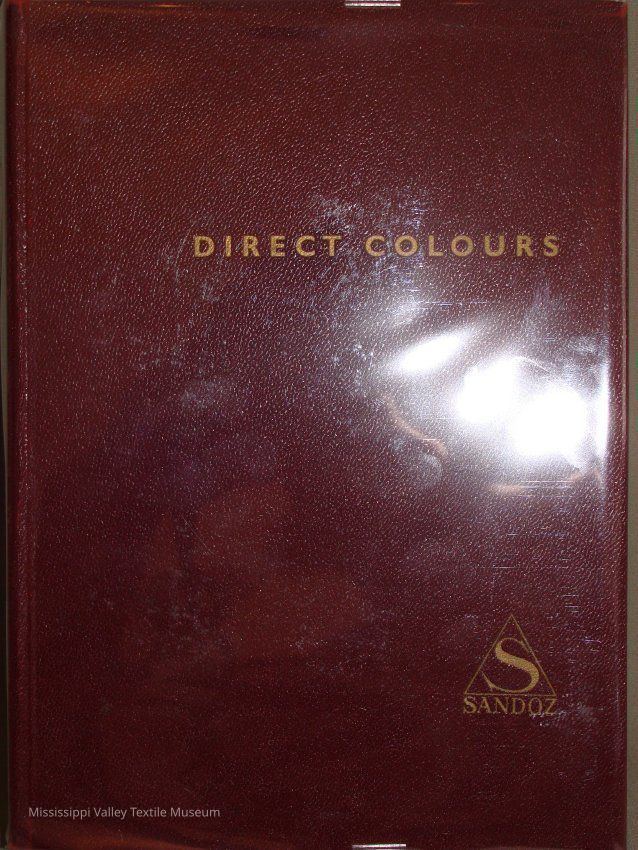 DIRECT COLOURS
S
SANDOZ
Mississippi Valley Textile Museum